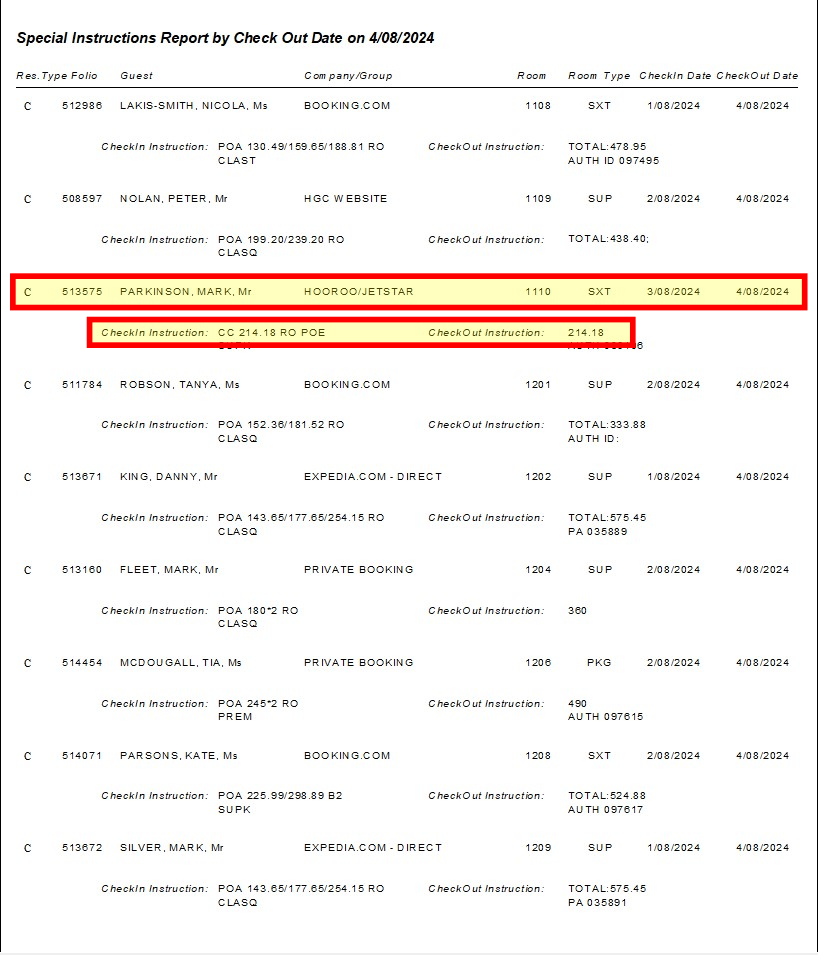 Special Instructions Report by Check Out Date on 4/08/2024
Res.Type Folio Guest Company/Group Room Room Type CheckIn Date CheckOut Date
C 512986 LAKIS-SMITH, NICOLA, Ms BOOKING.COM 1108 SXT 1/08/2024 4/08/2024
CheckIn Instruction: POA 130.49/159.65/188.81 RO CheckOut Instruction: TOTAL:478.95
CLAST AUTH ID 097495
C 508597 NOLAN, PETER, Mr HGC WEBSITE 1109 SUP 2/08/2024 4/08/2024
CheckIn Instruction: POA 199.20/239.20 RO CheckOut Instruction: TOTAL:438.40;
CLASQ
C 513575 PARKINSON, MARK, Mr HOOROO/JETSTAR 1110 SXT 3/08/2024 4/08/2024
CheckIn Instruction: CC 214.18 RO POE CheckOut Instruction: 214.18
C 511784 ROBSON, TANYA, Ms BOOKING.COM 1201 SUP 2/08/2024 4/08/2024
CheckIn Instruction: POA 152.36/181.52 RO CheckOut Instruction: TOTAL:333.88
CLASQ AUTH ID:
C 513671 KING, DANNY, Mr EXPEDIA.COM - DIRECT 1202 SUP 1/08/2024 4/08/2024
CheckIn Instruction: POA 143.65/177.65/254.15 RO CheckOut Instruction: TOTAL:575.45
CLASQ PA 035889
C 513160 FLEET, MARK, Mr PRIVATE BOOKING 1204 SUP 2/08/2024 4/08/2024
CheckIn Instruction: POA 180*2 RO CheckOut Instruction: 360
CLASQ
C 514454 MCDOUGALL, TIA, Ms PRIVATE BOOKING 1206 PKG 2/08/2024 4/08/2024
CheckIn Instruction: POA 245*2 RO CheckOut Instruction: 490
PREM AUTH 097615
C 514071 PARSONS, KATE, Ms BOOKING.COM 1208 SXT 2/08/2024 4/08/2024
CheckIn Instruction: POA 225.99/298.89 B2 CheckOut Instruction: TOTAL:524.88
SUPK AUTH 097617
C 513672 SILVER, MARK, Mr EXPEDIA.COM - DIRECT 1209 SUP 1/08/2024 4/08/2024
CheckIn Instruction: POA 143.65/177.65/254.15 RO CheckOut Instruction: TOTAL:575.45
CLASQ PA 035891